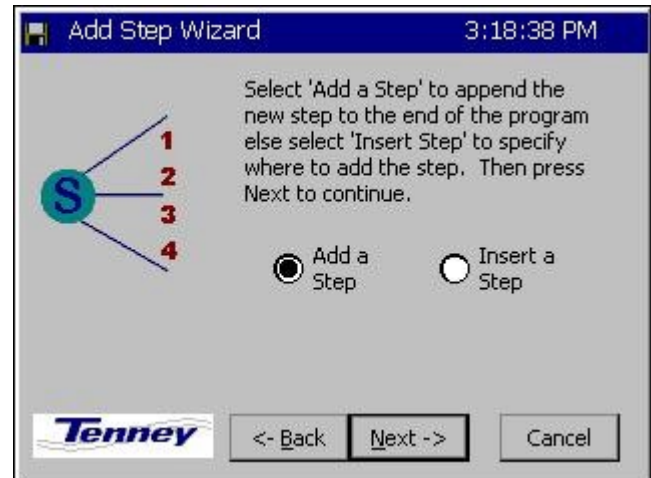 Add Step Wizard 3:18:38 PM
Select 'Add a Step' to append the
new step to the end of the program
else select 'Insert Step' to specify
where to add the step. Then press
Next to continue.
S
1
2
3
4
Add a
Step
Insert a
Step
Tenney
<- Back
Next ->
Cancel